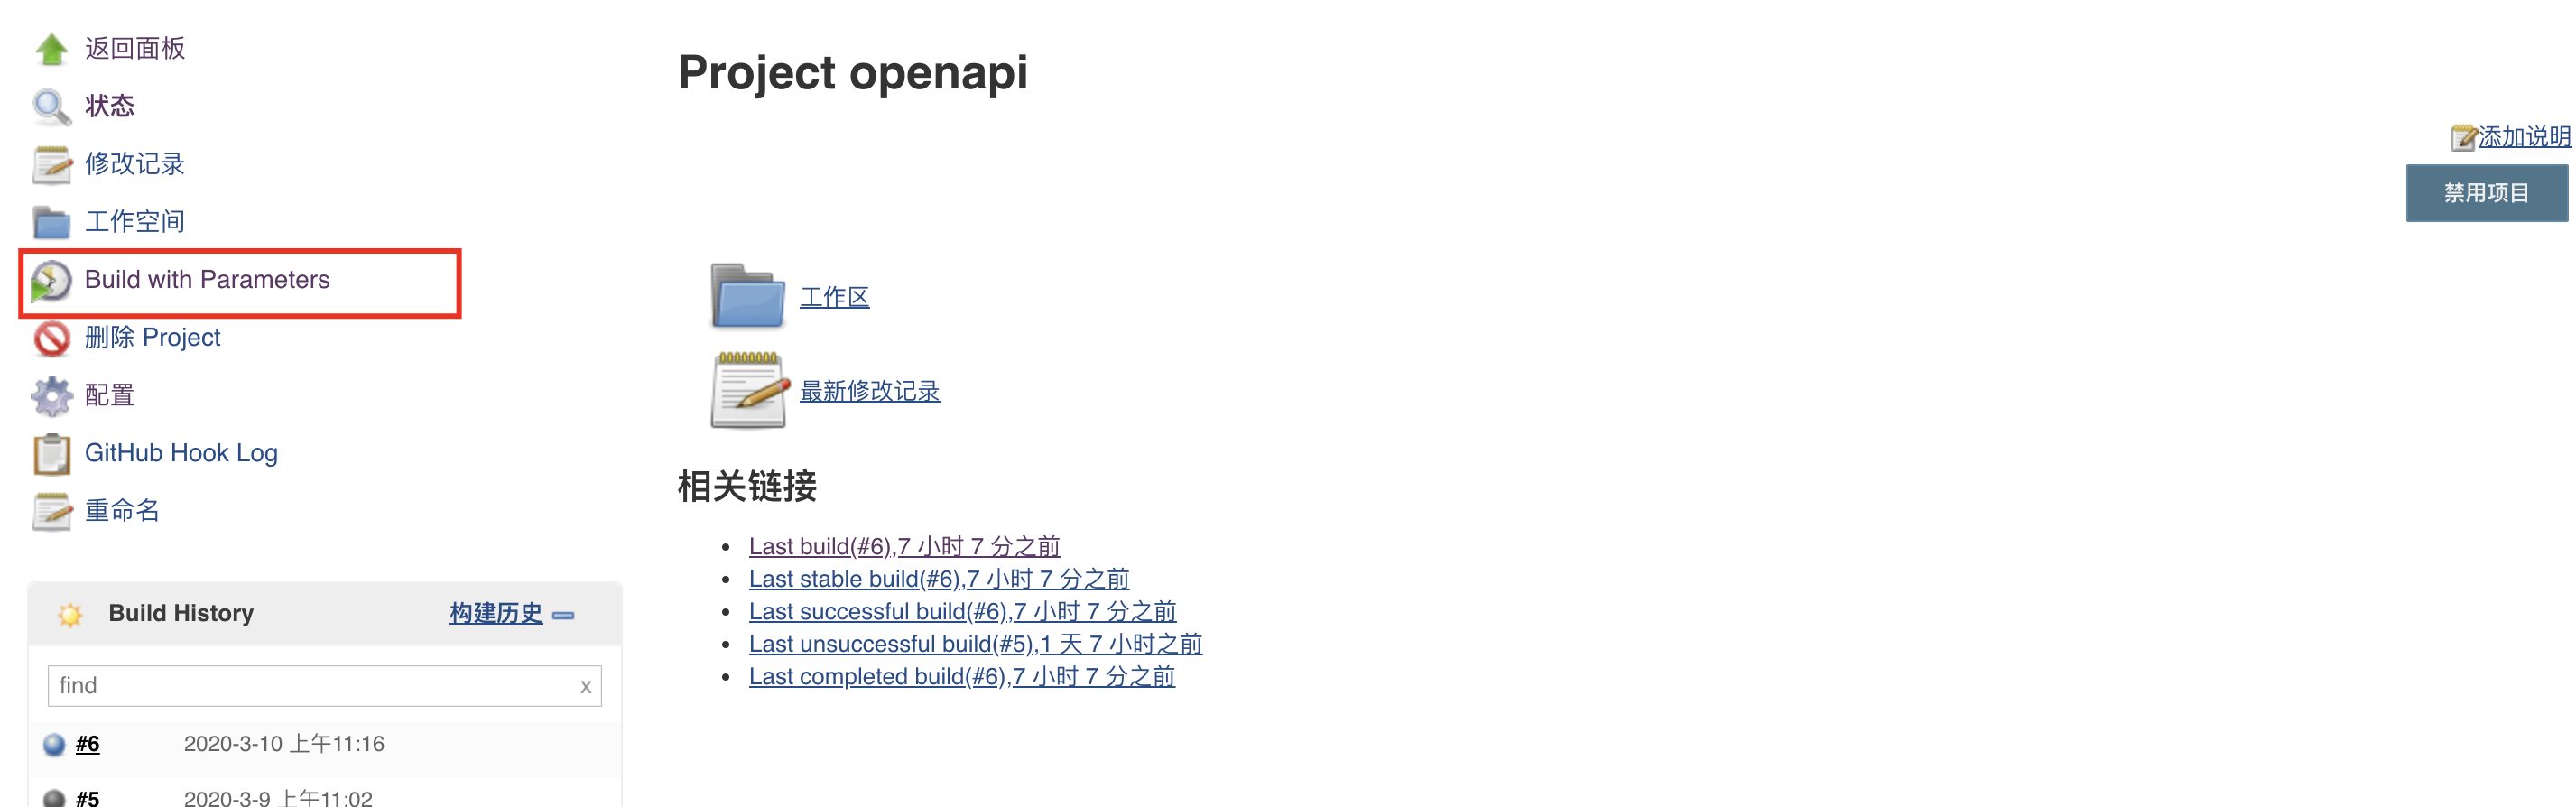 返回面板
状态
修改记录
工作空间
Build with Parameters
删除 Project
配置
GitHub Hook Log
重命名
Build History 构建历史
find x
#6 2020-3-10 上午11:16
#5 2020-3-9 上午11:02
Project openapi
添加说明
禁用项目
工作区
最新修改记录
相关链接
Last build(#6),7 小时 7 分之前
Last stable build(#6),7 小时 7 分之前
Last successful build(#6),7 小时 7 分之前
Last unsuccessful build(#5),1 天 7 小时之前
Last completed build(#6),7 小时 7 分之前